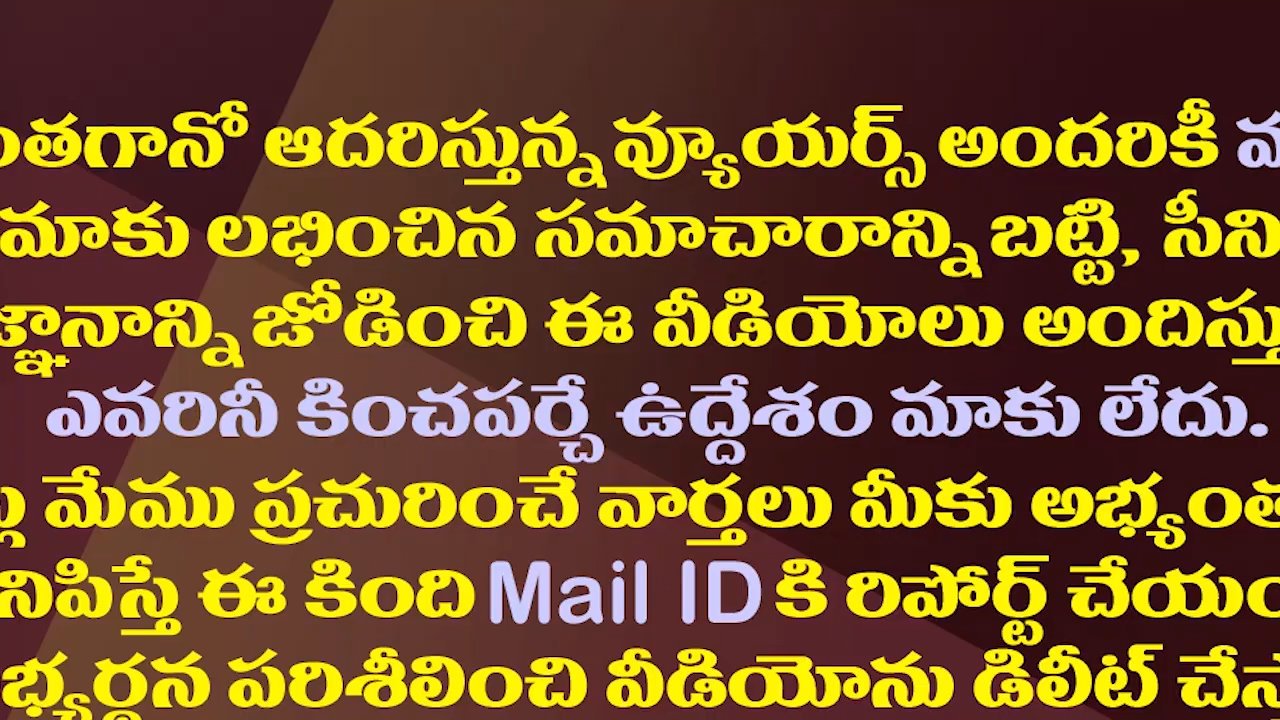 ఆదరిస్తున్న వ్యూయర్స్ అందరికీ
మాకు లభించిన సమాచారాన్ని బట్టి,
జోడించి ఈ వీడియోలు
ఎవరినీ కించపర్చే ఉద్దేశం మాకు లేదు.
మేము ప్రచురించే వార్తలు మీకు
ఈ కింది Mail ID కి రిపోర్ట్
పరిశీలించి వీడియోను డిలీట్